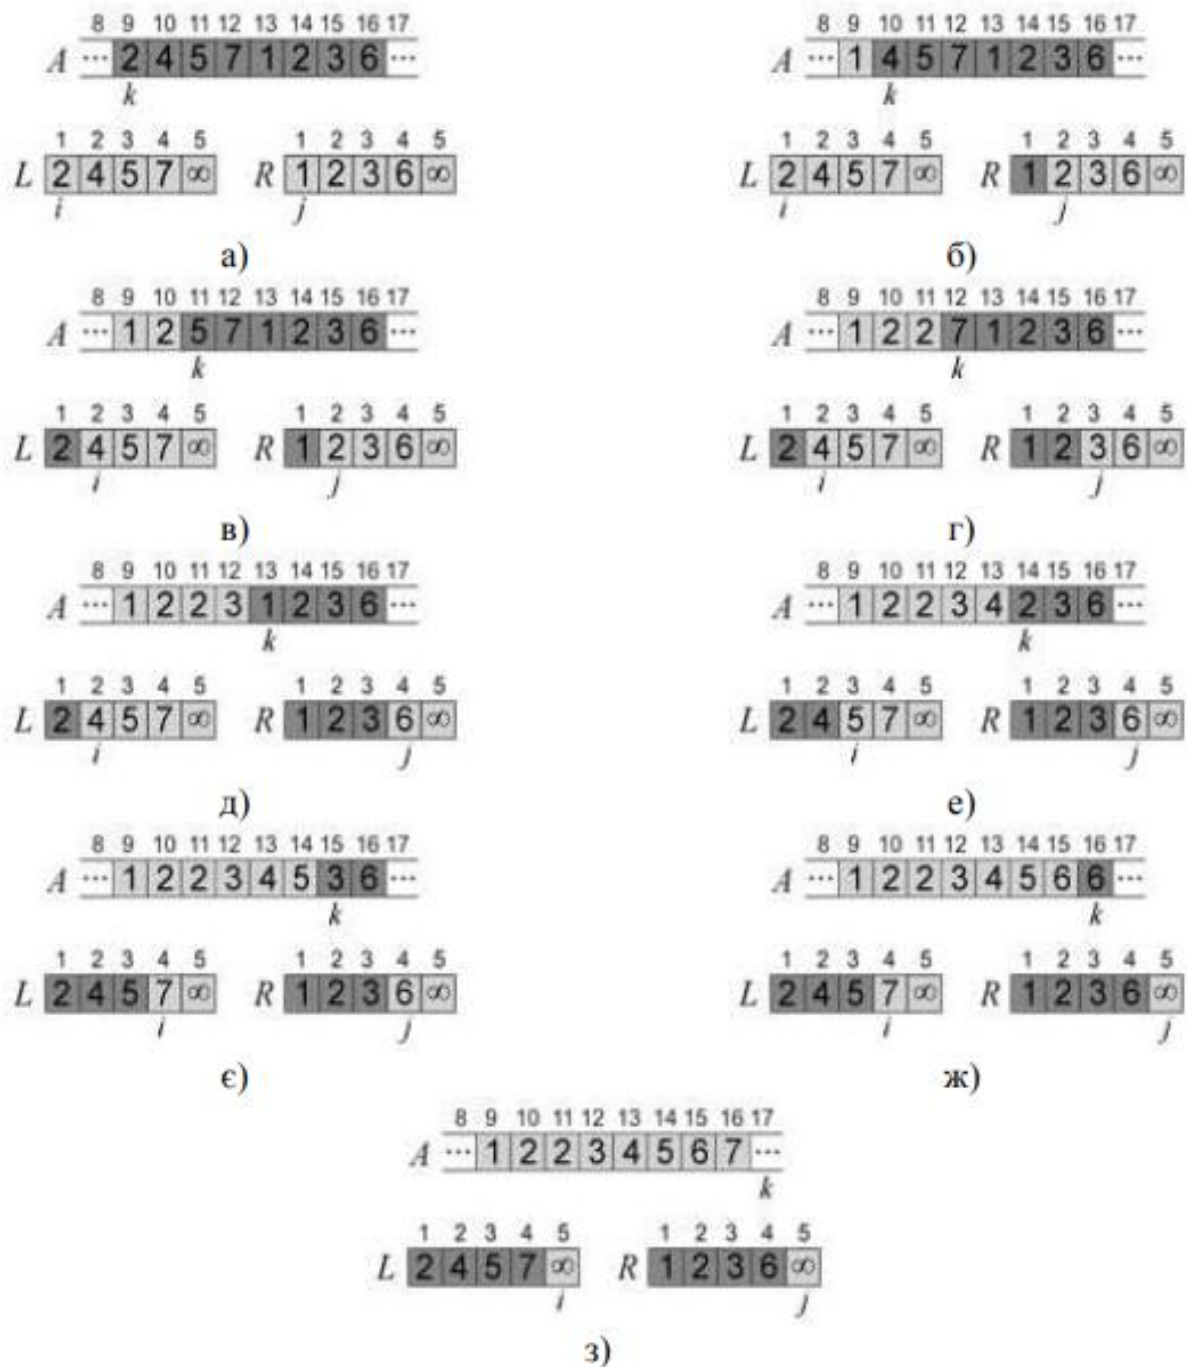 8 9 10 11 12 13 14 15 16 17 8 9 10 11 12 13 14 15 16 17
A ··· 2 4 5 7 1 2 3 6 ··· A ··· 1 4 5 7 1 2 3 6 ···
k k
1 2 3 4 5 1 2 3 4 5 1 2 3 4 5 1 2 3 4 5
L 2 4 5 7 ∞ R 1 2 3 6 ∞ L 2 4 5 7 ∞ R 1 2 3 6 ∞
i j i j
а) б)
8 9 10 11 12 13 14 15 16 17 8 9 10 11 12 13 14 15 16 17
A ··· 1 2 5 7 1 2 3 6 ··· A ··· 1 2 2 7 1 2 3 6 ···
k k
1 2 3 4 5 1 2 3 4 5 1 2 3 4 5 1 2 3 4 5
L 2 4 5 7 ∞ R 1 2 3 6 ∞ L 2 4 5 7 ∞ R 1 2 3 6 ∞
i j i j
в) г)
8 9 10 11 12 13 14 15 16 17 8 9 10 11 12 13 14 15 16 17
A ··· 1 2 2 3 1 2 3 6 ··· A ··· 1 2 2 3 4 2 3 6 ···
k k
1 2 3 4 5 1 2 3 4 5 1 2 3 4 5 1 2 3 4 5
L 2 4 5 7 ∞ R 1 2 3 6 ∞ L 2 4 5 7 ∞ R 1 2 3 6 ∞
i j i j
д) е)
8 9 10 11 12 13 14 15 16 17 8 9 10 11 12 13 14 15 16 17
A ··· 1 2 2 3 4 5 3 6 ··· A ··· 1 2 2 3 4 5 6 6 ···
k k
1 2 3 4 5 1 2 3 4 5 1 2 3 4 5 1 2 3 4 5
L 2 4 5 7 ∞ R 1 2 3 6 ∞ L 2 4 5 7 ∞ R 1 2 3 6 ∞
i j i j
є) ж)
8 9 10 11 12 13 14 15 16 17
A ··· 1 2 2 3 4 5 6 7 ···
k
1 2 3 4 5 1 2 3 4 5
L 2 4 5 7 ∞ R 1 2 3 6 ∞
i j
з)